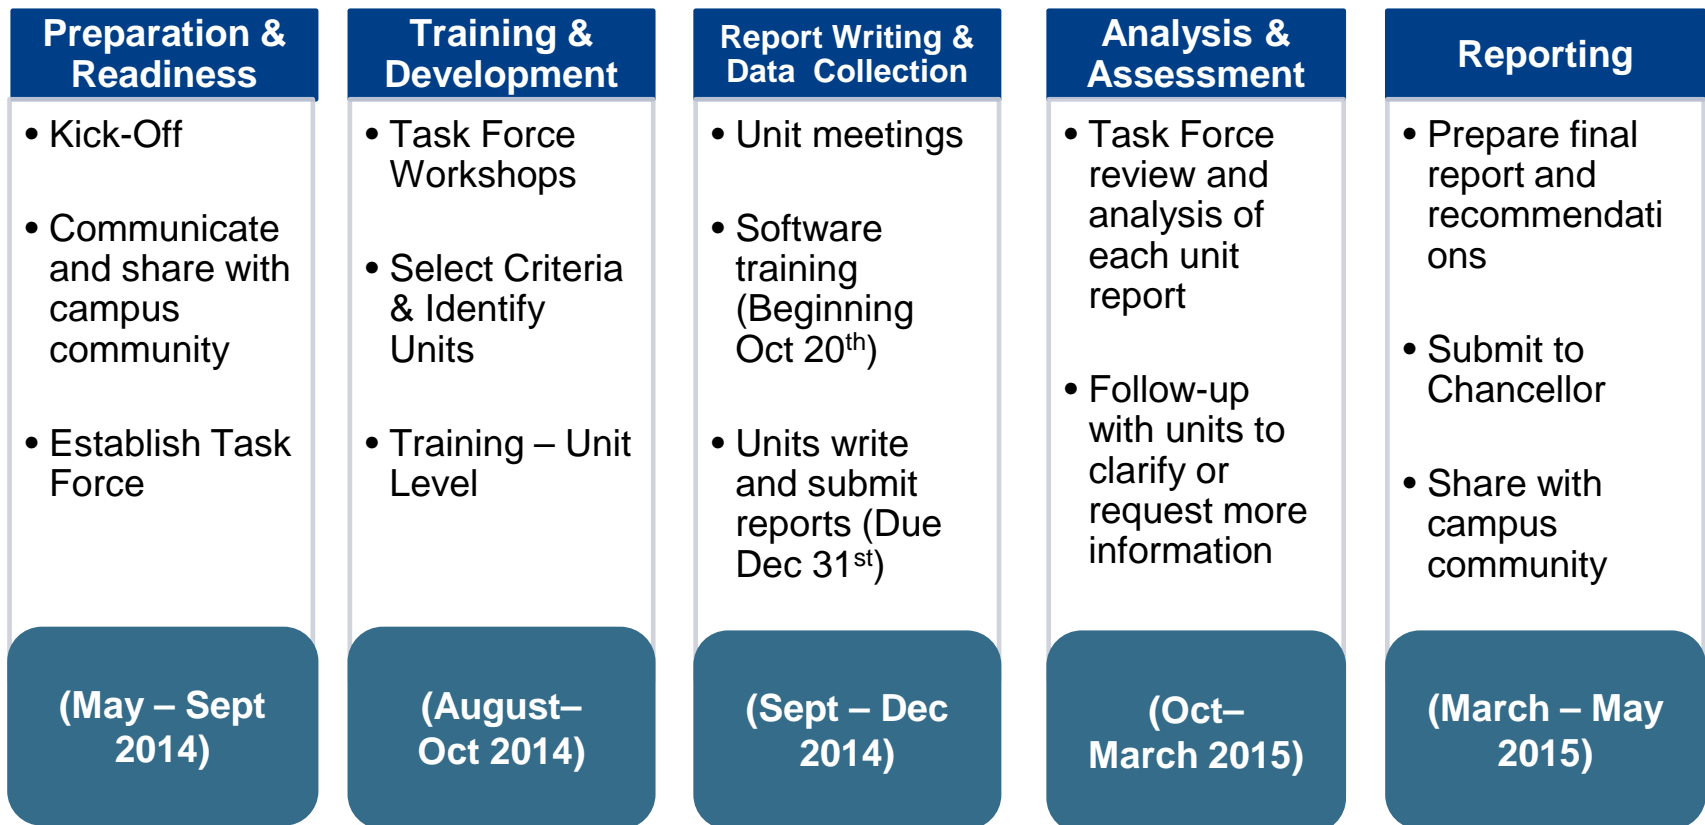 Preparation &
Readiness
• Kick-Off
• Communicate
and share with
campus
community
• Establish Task
Force
(May – Sept
2014)
Training &
Development
• Task Force
Workshops
• Select Criteria
& Identify
Units
• Training – Unit
Level
(August–
Oct 2014)
Report Writing &
Data Collection
• Unit meetings
• Software
training
(Beginning
Oct 20th)
• Units write
and submit
reports (Due
Dec 31st)
(Sept – Dec
2014)
Analysis &
Assessment
• Task Force
review and
analysis of
each unit
report
• Follow-up
with units to
clarify or
request more
information
(Oct–
March 2015)
Reporting
• Prepare final
report and
recommendati
ons
• Submit to
Chancellor
• Share with
campus
community
(March – May
2015)